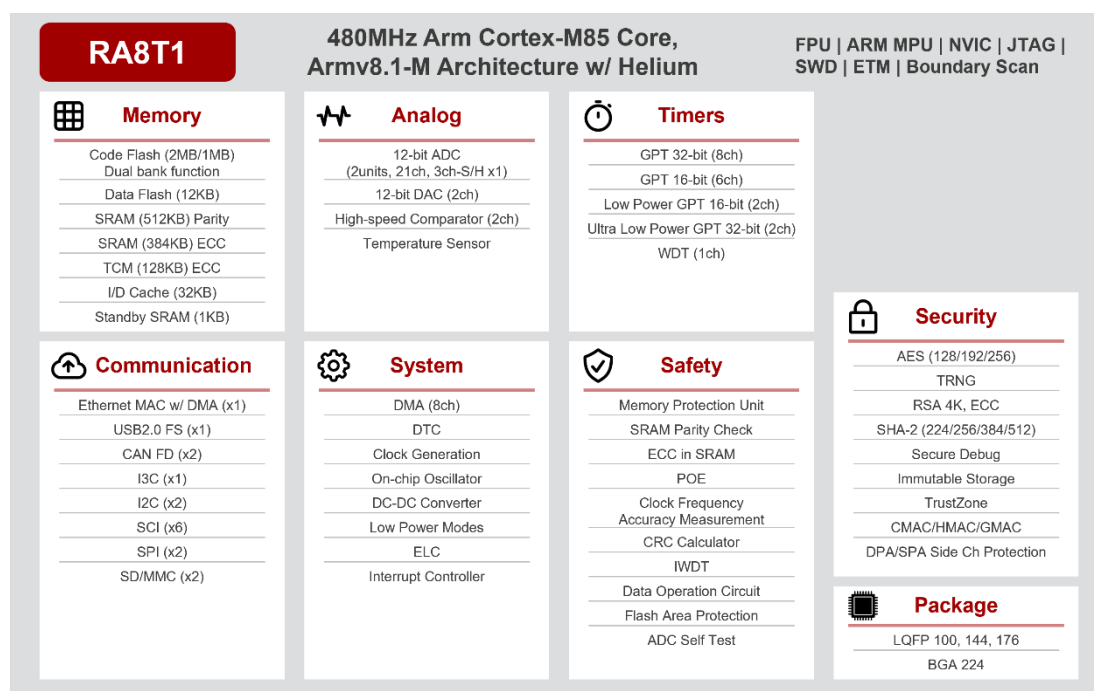 RA8T1
480MHz Arm Cortex-M85 Core,
Armv8.1-M Architecture w/ Helium
FPU | ARM MPU | NVIC | JTAG |
SWD | ETM | Boundary Scan
Memory
Code Flash (2MB/1MB)
Dual bank function
Data Flash (12KB)
SRAM (512KB) Parity
SRAM (384KB) ECC
TCM (128KB) ECC
I/D Cache (32KB)
Standby SRAM (1KB)
Analog
12-bit ADC
(2units, 21ch, 3ch-S/H x1)
12-bit DAC (2ch)
High-speed Comparator (2ch)
Temperature Sensor
Timers
GPT 32-bit (8ch)
GPT 16-bit (6ch)
Low Power GPT 16-bit (2ch)
Ultra Low Power GPT 32-bit (2ch)
WDT (1ch)
Communication
Ethernet MAC w/ DMA (x1)
USB2.0 FS (x1)
CAN FD (x2)
I3C (x1)
I2C (x2)
SCI (x6)
SPI (x2)
SD/MMC (x2)
System
DMA (8ch)
DTC
Clock Generation
On-chip Oscillator
DC-DC Converter
Low Power Modes
ELC
Interrupt Controller
Safety
Memory Protection Unit
SRAM Parity Check
ECC in SRAM
POE
Clock Frequency
Accuracy Measurement
CRC Calculator
IWDT
Data Operation Circuit
Flash Area Protection
ADC Self Test
Security
AES (128/192/256)
TRNG
RSA 4K, ECC
SHA-2 (224/256/384/512)
Secure Debug
Immutable Storage
TrustZone
CMAC/HMAC/GMAC
DPA/SPA Side Ch Protection
Package
LQFP 100, 144, 176
BGA 224